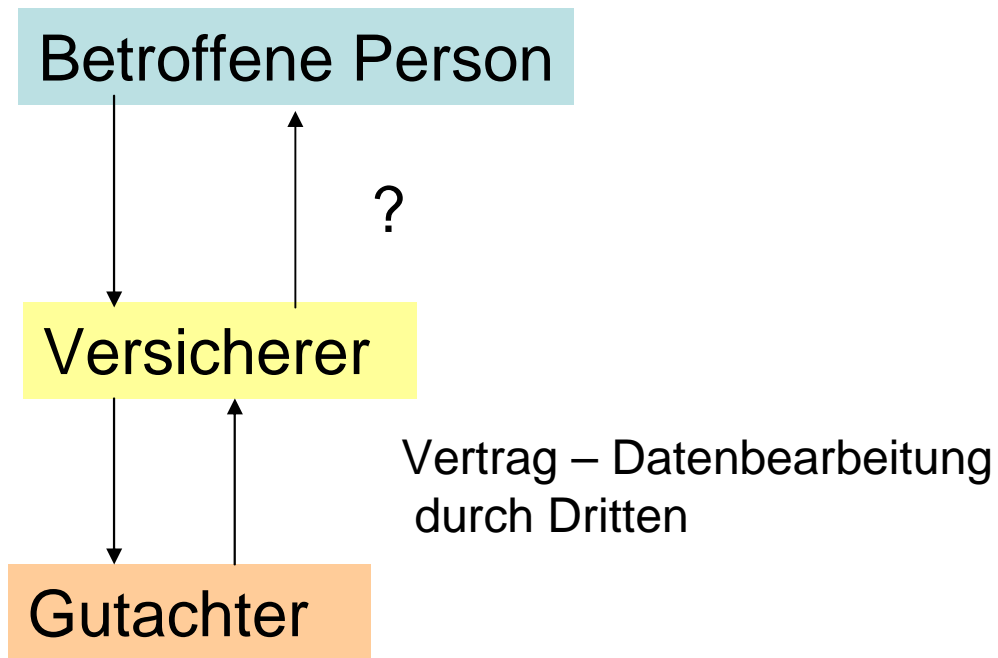 Betroffene Person
?
Versicherer
Vertrag – Datenbearbeitung
durch Dritten
Gutachter